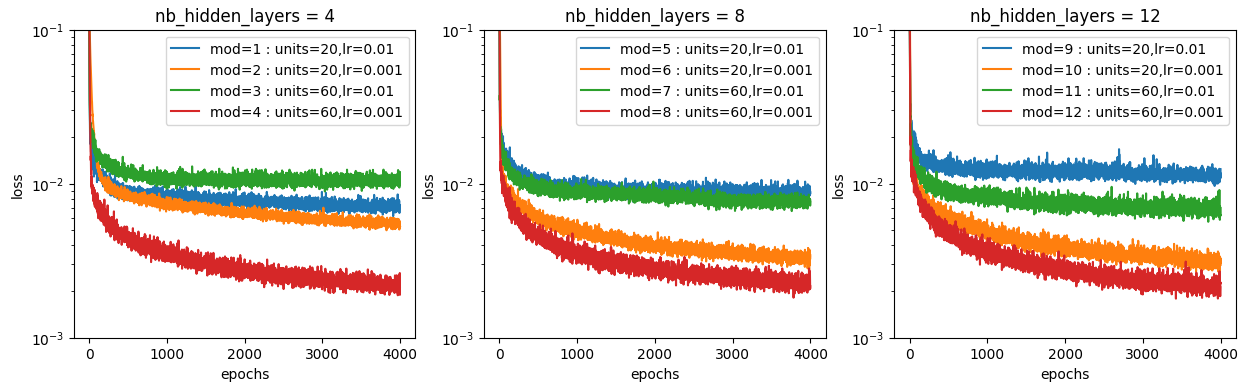 nb_hidden_layers = 4
10⁻¹
10⁻²
10⁻³
loss
mod=1 : units=20,lr=0.01
mod=2 : units=20,lr=0.001
mod=3 : units=60,lr=0.01
mod=4 : units=60,lr=0.001
0 1000 2000 3000 4000
epochs
nb_hidden_layers = 8
10⁻¹
10⁻²
10⁻³
loss
mod=5 : units=20,lr=0.01
mod=6 : units=20,lr=0.001
mod=7 : units=60,lr=0.01
mod=8 : units=60,lr=0.001
0 1000 2000 3000 4000
epochs
nb_hidden_layers = 12
10⁻¹
10⁻²
10⁻³
loss
mod=9 : units=20,lr=0.01
mod=10 : units=20,lr=0.001
mod=11 : units=60,lr=0.01
mod=12 : units=60,lr=0.001
0 1000 2000 3000 4000
epochs